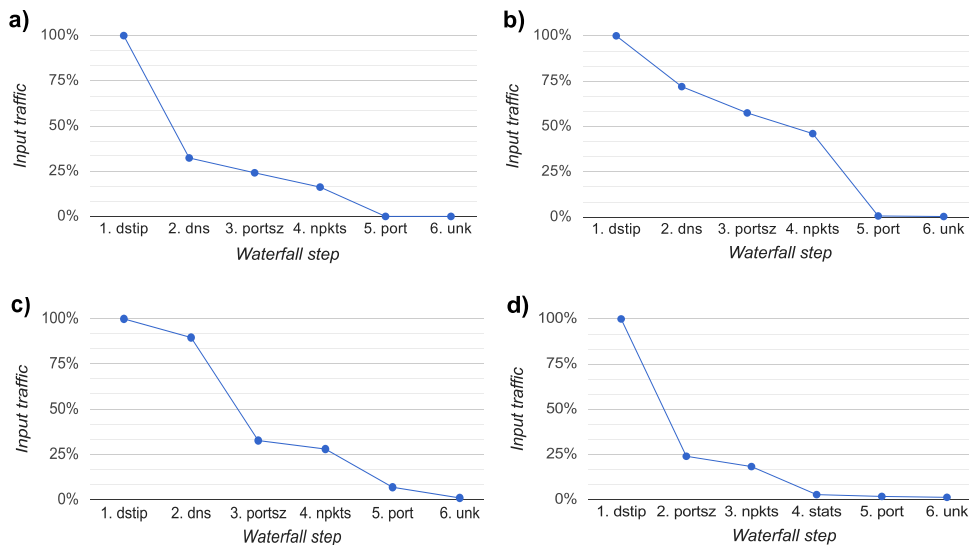 a)
100%
75%
50%
25%
0%
Input traffic
1. dstip 2. dns 3. portsz 4. npkts 5. port 6. unk
Waterfall step
b)
100%
75%
50%
25%
0%
Input traffic
1. dstip 2. dns 3. portsz 4. npkts 5. port 6. unk
Waterfall step
c)
100%
75%
50%
25%
0%
Input traffic
1. dstip 2. dns 3. portsz 4. npkts 5. port 6. unk
Waterfall step
d)
100%
75%
50%
25%
0%
Input traffic
1. dstip 2. portsz 3. npkts 4. stats 5. port 6. unk
Waterfall step